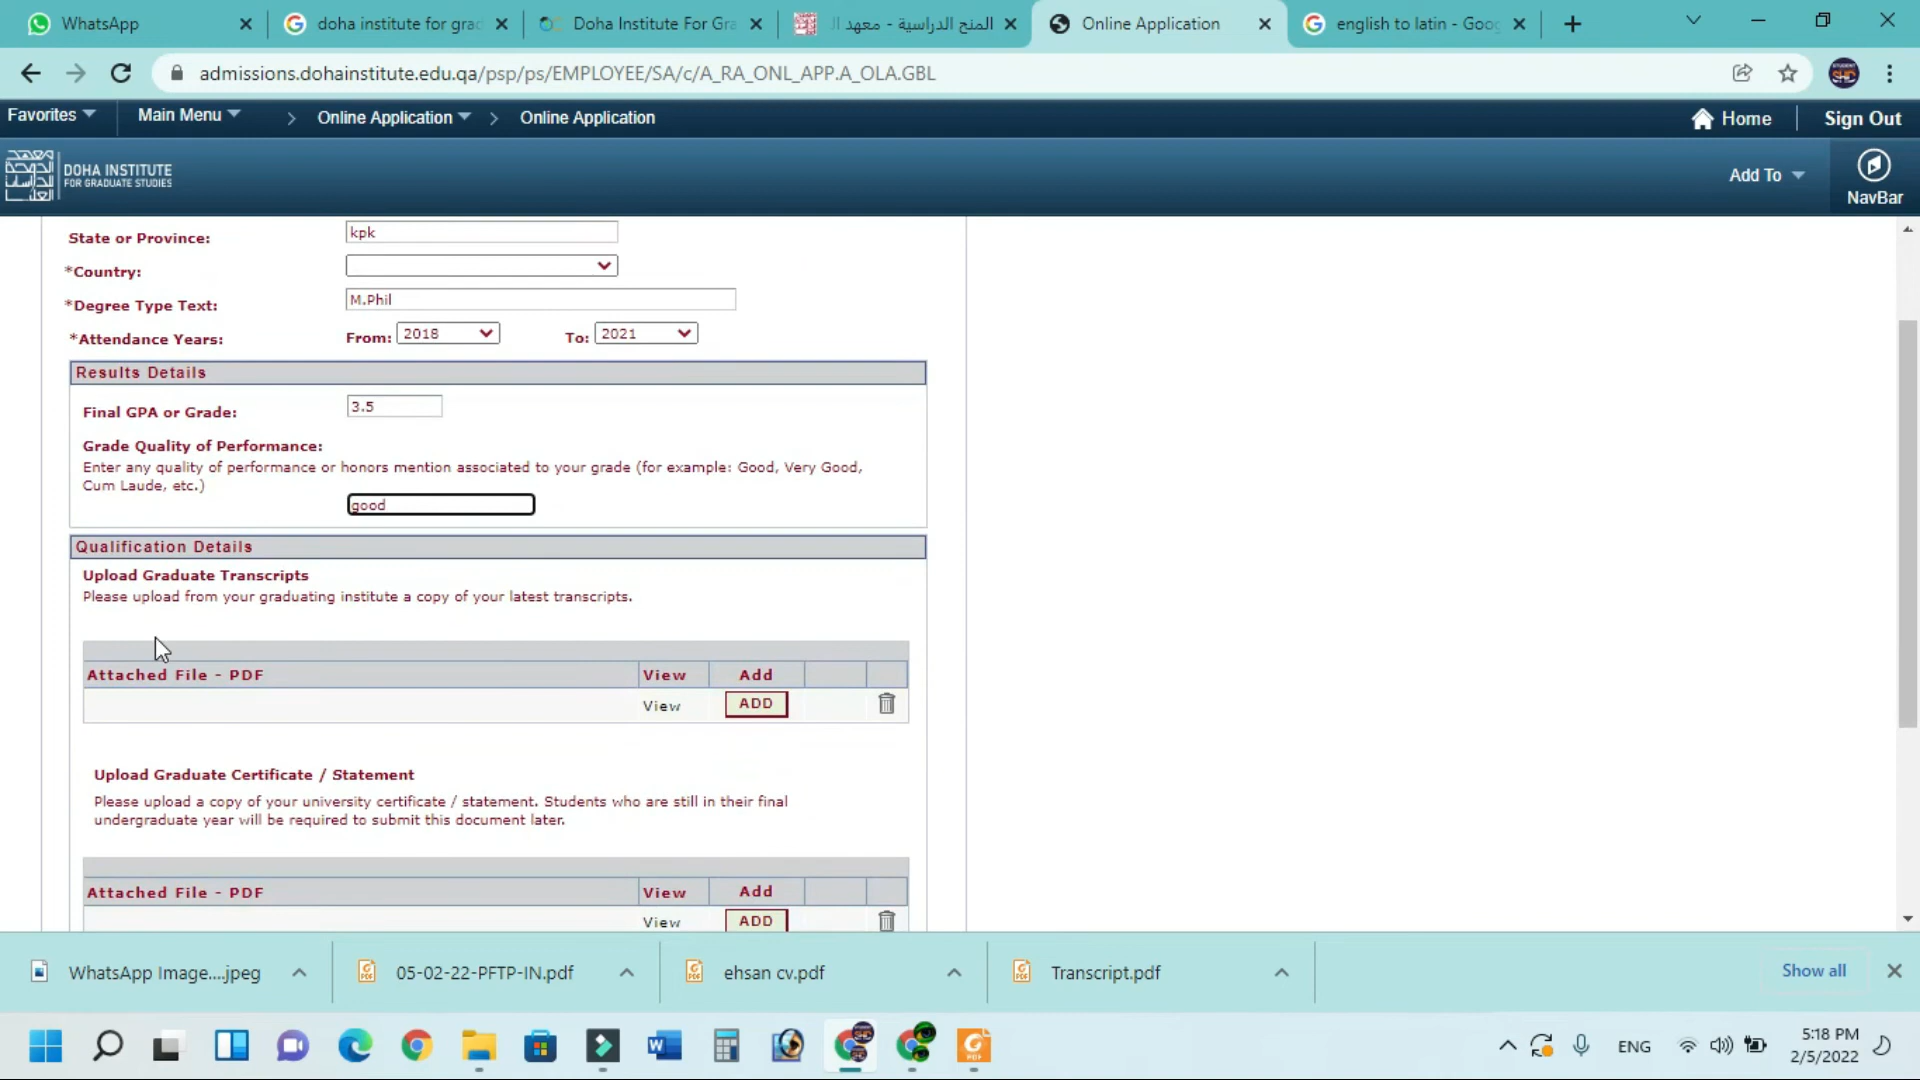 WhatsApp
doha institute for grad
Doha Institute For Gra
المنح الدراسية - معهد ال
Online Application
english to latin - Goog
admissions.dohainstitute.edu.qa/psp/ps/EMPLOYEE/SA/c/A_RA_ONL_APP.A_OLA.GBL
Favorites
Main Menu
>
Online Application
>
Online Application
Home
Sign Out
DOHA INSTITUTE
FOR GRADUATE STUDIES
Add To
NavBar
State or Province:
kpk
*Country:
*Degree Type Text:
M.Phil
*Attendance Years:
From:
2018
To:
2021
Results Details
Final GPA or Grade:
3.5
Grade Quality of Performance:
Enter any quality of performance or honors mention associated to your grade (for example: Good, Very Good,
Cum Laude, etc.)
good
Qualification Details
Upload Graduate Transcripts
Please upload from your graduating institute a copy of your latest transcripts.
Attached File - PDF
View
Add
View
ADD
Upload Graduate Certificate / Statement
Please upload a copy of your university certificate / statement. Students who are still in their final
undergraduate year will be required to submit this document later.
Attached File - PDF
View
Add
View
ADD
WhatsApp Image....jpeg
05-02-22-PFTP-IN.pdf
ehsan cv.pdf
Transcript.pdf
Show all
ENG
5:18 PM
2/5/2022